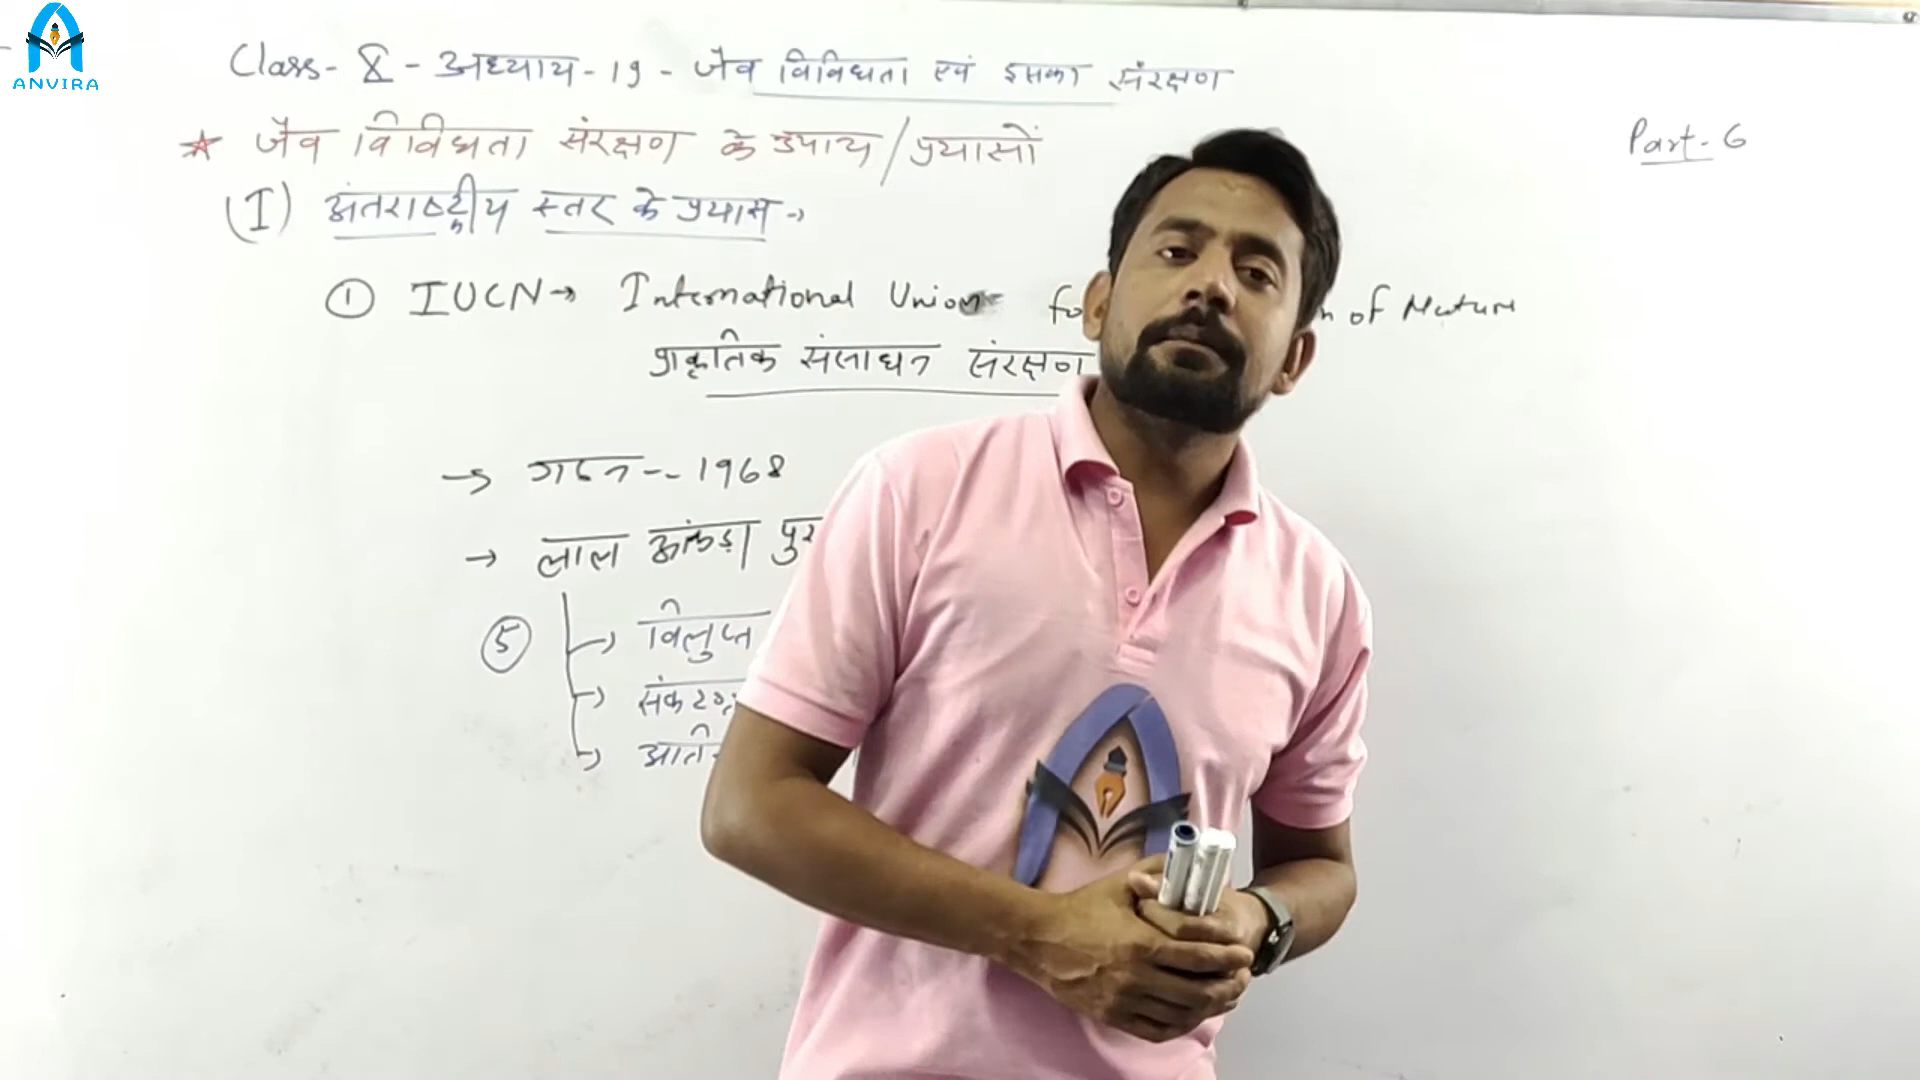 ANVIRA
Class- X - अध्याय - 19 - जैव विविधता एवं इसका संरक्षण
जैव विविधता संरक्षण के उपाय / प्रयासों
Part- 6
(I) अंतराष्ट्रीय स्तर के प्रयास →
① IUCN → International Union of Nature
प्राकृतिक संसाधन संरक्षण
→ गठन -- 1968
→ लाल आंकड़ा
⑤ → विलुप्त